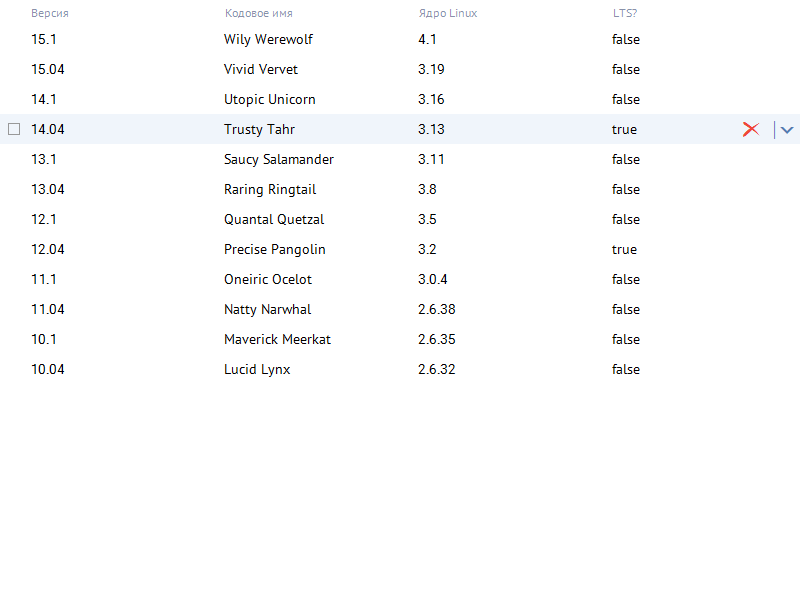 Версия Кодовое имя Ядро Linux LTS?
15.1 Wily Werewolf 4.1 false
15.04 Vivid Vervet 3.19 false
14.1 Utopic Unicorn 3.16 false
14.04 Trusty Tahr 3.13 true
13.1 Saucy Salamander 3.11 false
13.04 Raring Ringtail 3.8 false
12.1 Quantal Quetzal 3.5 false
12.04 Precise Pangolin 3.2 true
11.1 Oneiric Ocelot 3.0.4 false
11.04 Natty Narwhal 2.6.38 false
10.1 Maverick Meerkat 2.6.35 false
10.04 Lucid Lynx 2.6.32 false